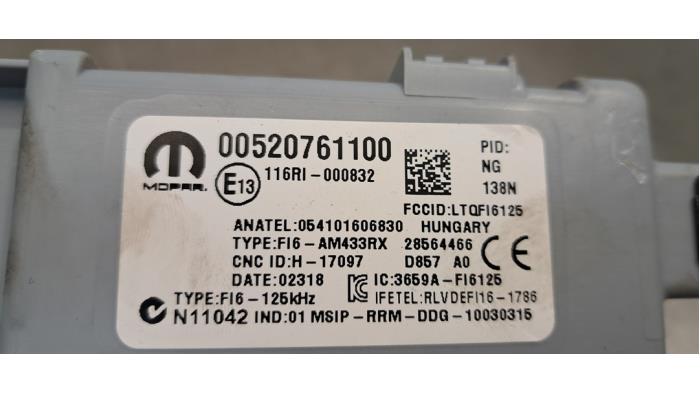 MOPAR.
00520761100
E13
116RI-000832
PID:
NG
138N
FCCID:LTQFI6125
ANATEL:054101606830 HUNGARY
TYPE:FI6-AM433RX 28564466
CNC ID:H-17097 D857 A0 CE
DATE:02318 IC:3659A-FI6125
TYPE:FI6-125kHz IFETEL:RLVDEFI16-1786
N11042 IND:01 MSIP-RRM-DDG-10030315